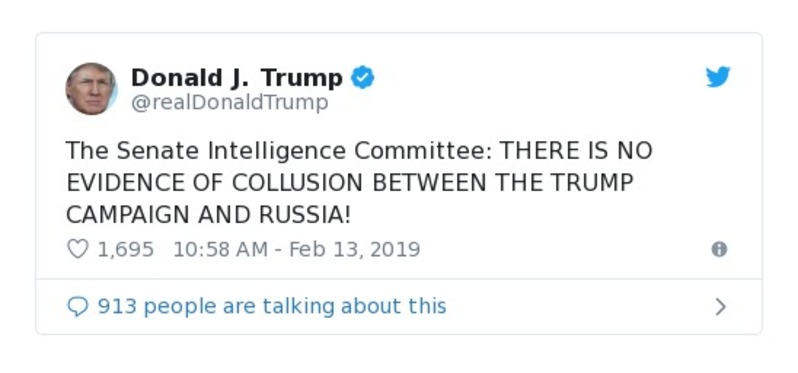 Donald J. Trump
@realDonaldTrump
The Senate Intelligence Committee: THERE IS NO
EVIDENCE OF COLLUSION BETWEEN THE TRUMP
CAMPAIGN AND RUSSIA!
1,695 10:58 AM - Feb 13, 2019
913 people are talking about this